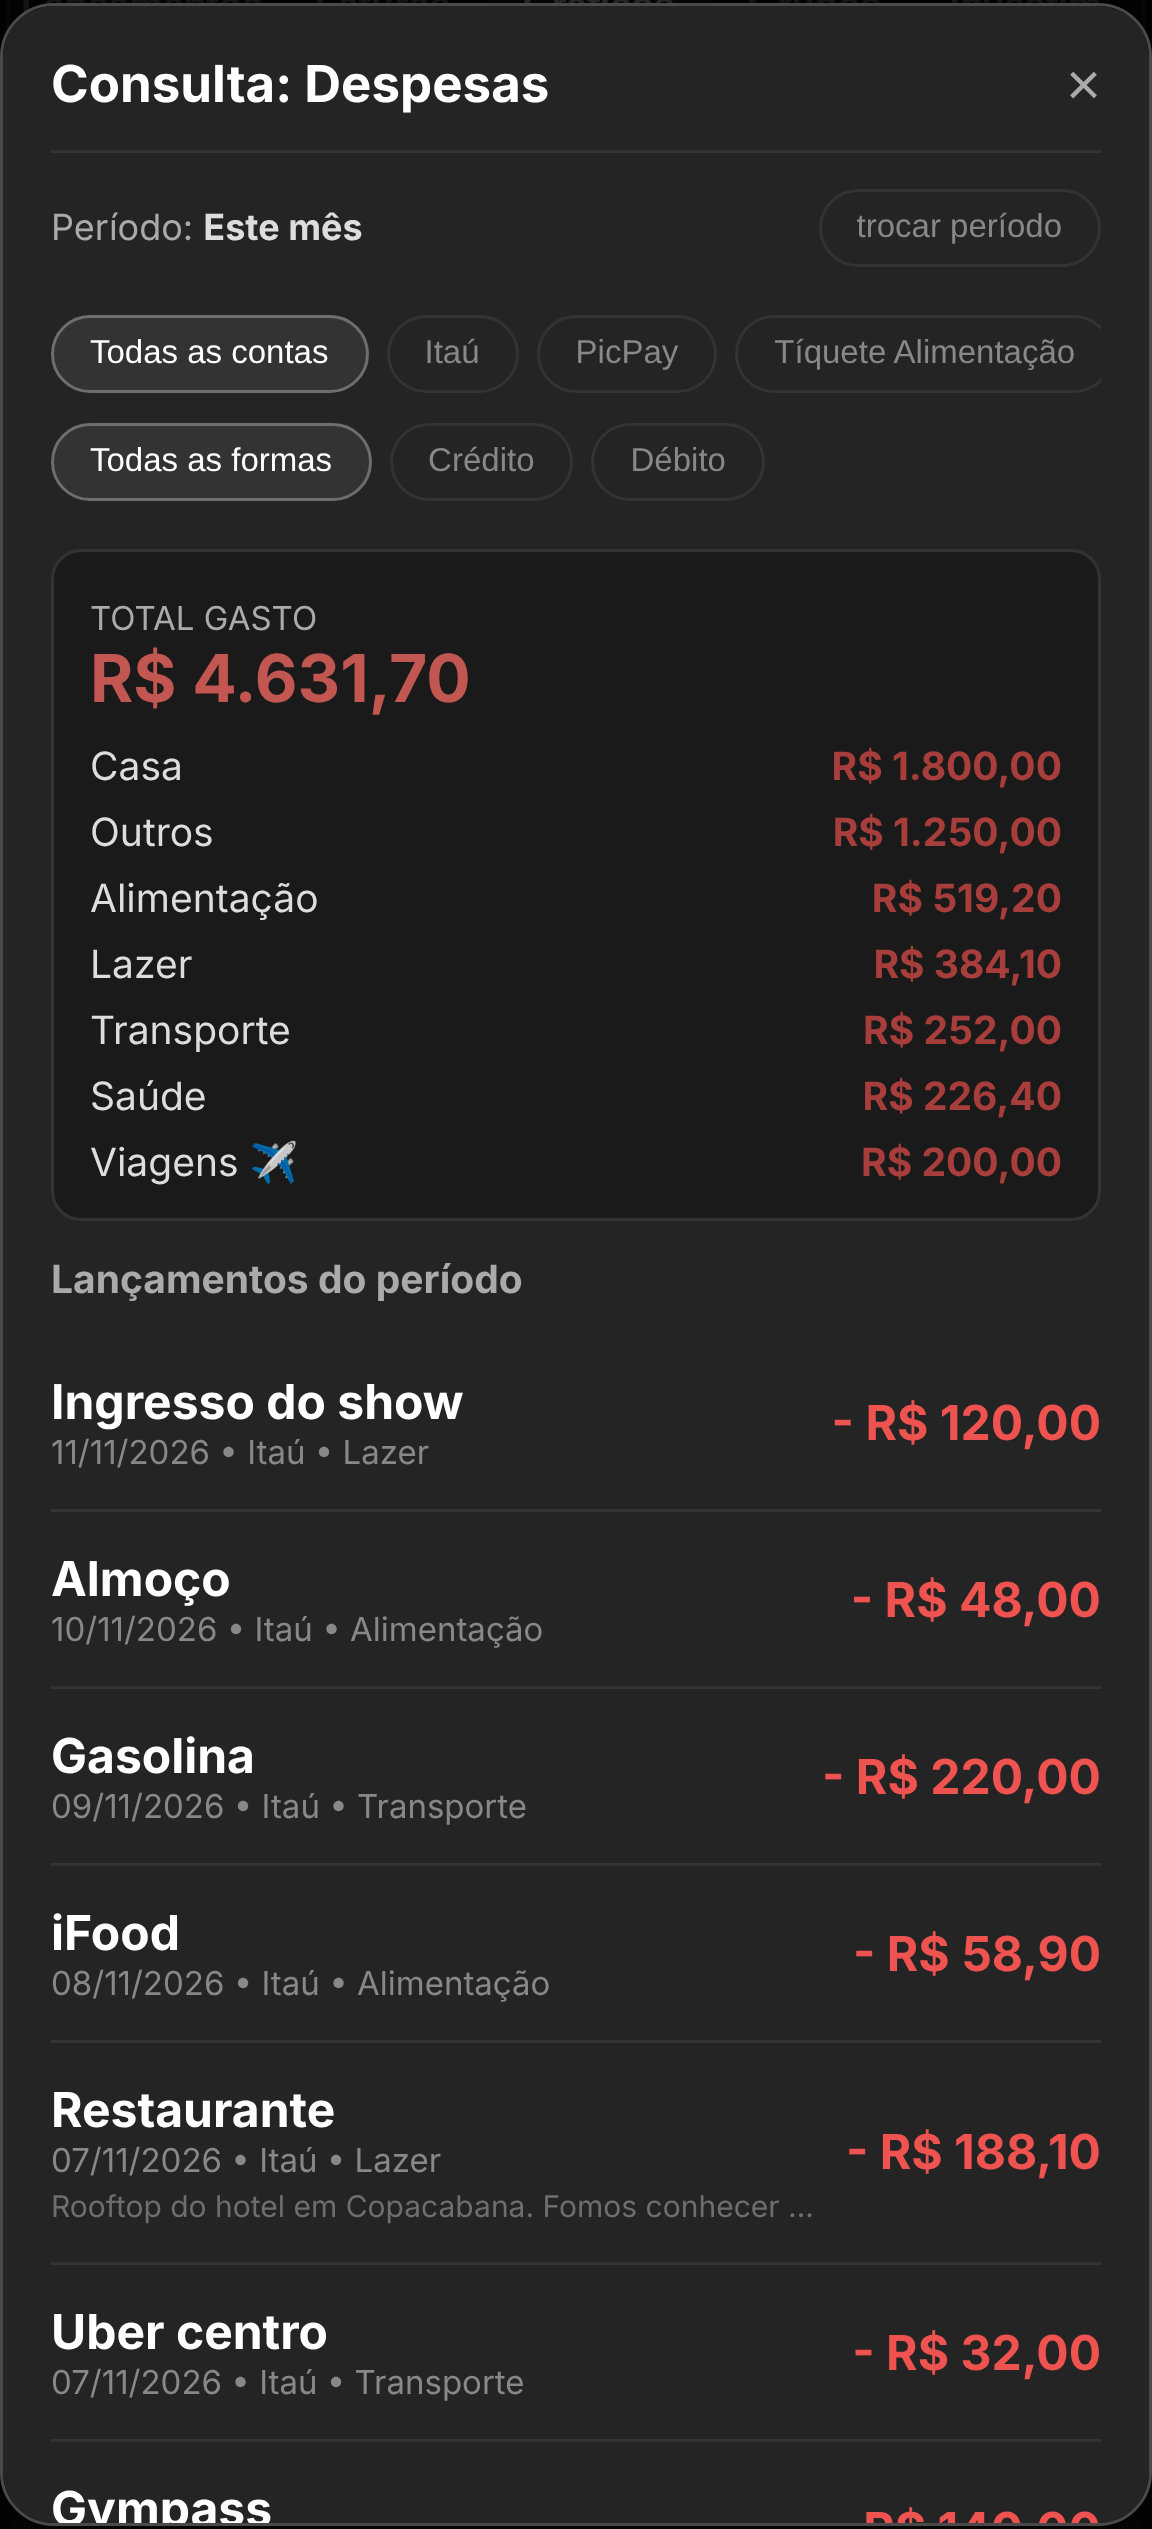 Consulta: Despesas ✕
Período: Este mês trocar período
Todas as contas Itaú PicPay Tíquete Alimentação
Todas as formas Crédito Débito
TOTAL GASTO
R$ 4.631,70
Casa R$ 1.800,00
Outros R$ 1.250,00
Alimentação R$ 519,20
Lazer R$ 384,10
Transporte R$ 252,00
Saúde R$ 226,40
Viagens ✈️ R$ 200,00
Lançamentos do período
Ingresso do show - R$ 120,00
11/11/2026 • Itaú • Lazer
Almoço - R$ 48,00
10/11/2026 • Itaú • Alimentação
Gasolina - R$ 220,00
09/11/2026 • Itaú • Transporte
iFood - R$ 58,90
08/11/2026 • Itaú • Alimentação
Restaurante - R$ 188,10
07/11/2026 • Itaú • Lazer
Rooftop do hotel em Copacabana. Fomos conhecer ...
Uber centro - R$ 32,00
07/11/2026 • Itaú • Transporte
Gympass R$ 140,00